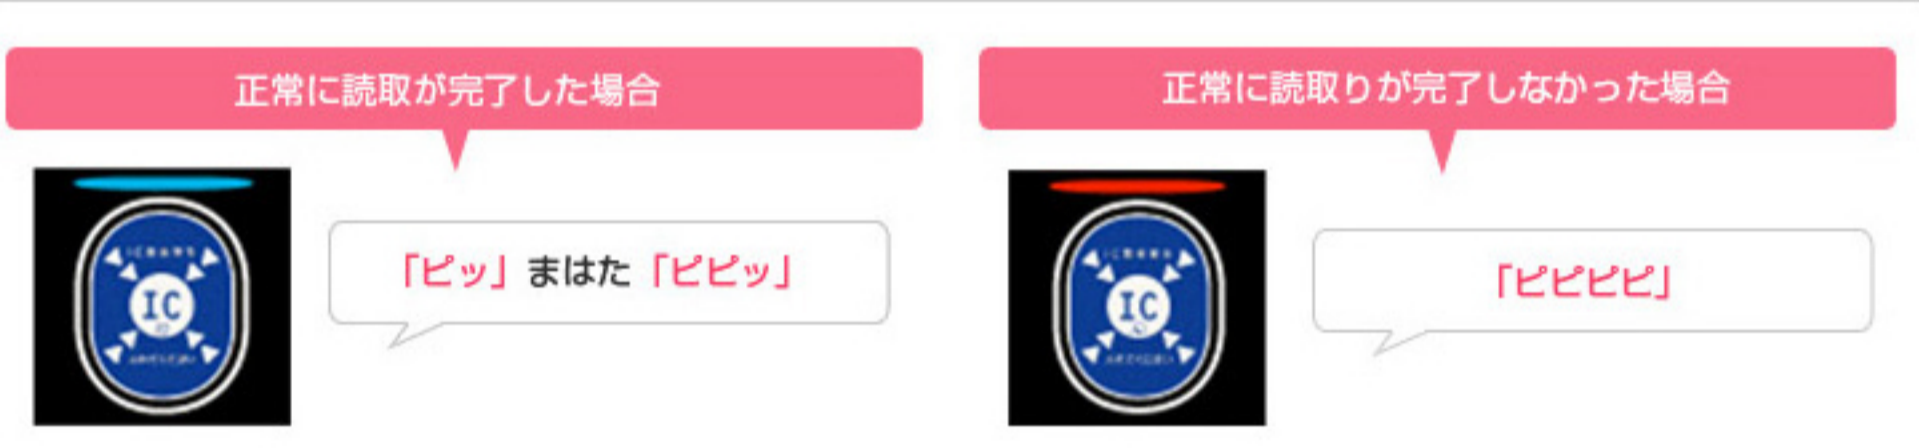 正常に読取が完了した場合
「ピッ」まはた「ピピッ」
IC
正常に読取りが完了しなかった場合
「ピピピピ」
IC